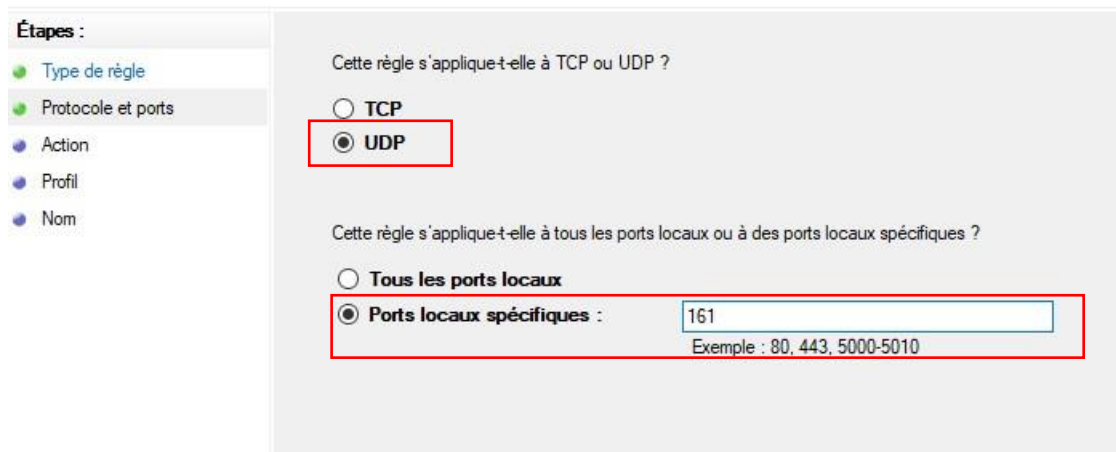 Étapes :
Type de règle
Protocole et ports
Action
Profil
Nom
Cette règle s'applique-t-elle à TCP ou UDP ?
TCP
UDP
Cette règle s'applique-t-elle à tous les ports locaux ou à des ports locaux spécifiques ?
Tous les ports locaux
Ports locaux spécifiques : 161
Exemple : 80, 443, 5000-5010